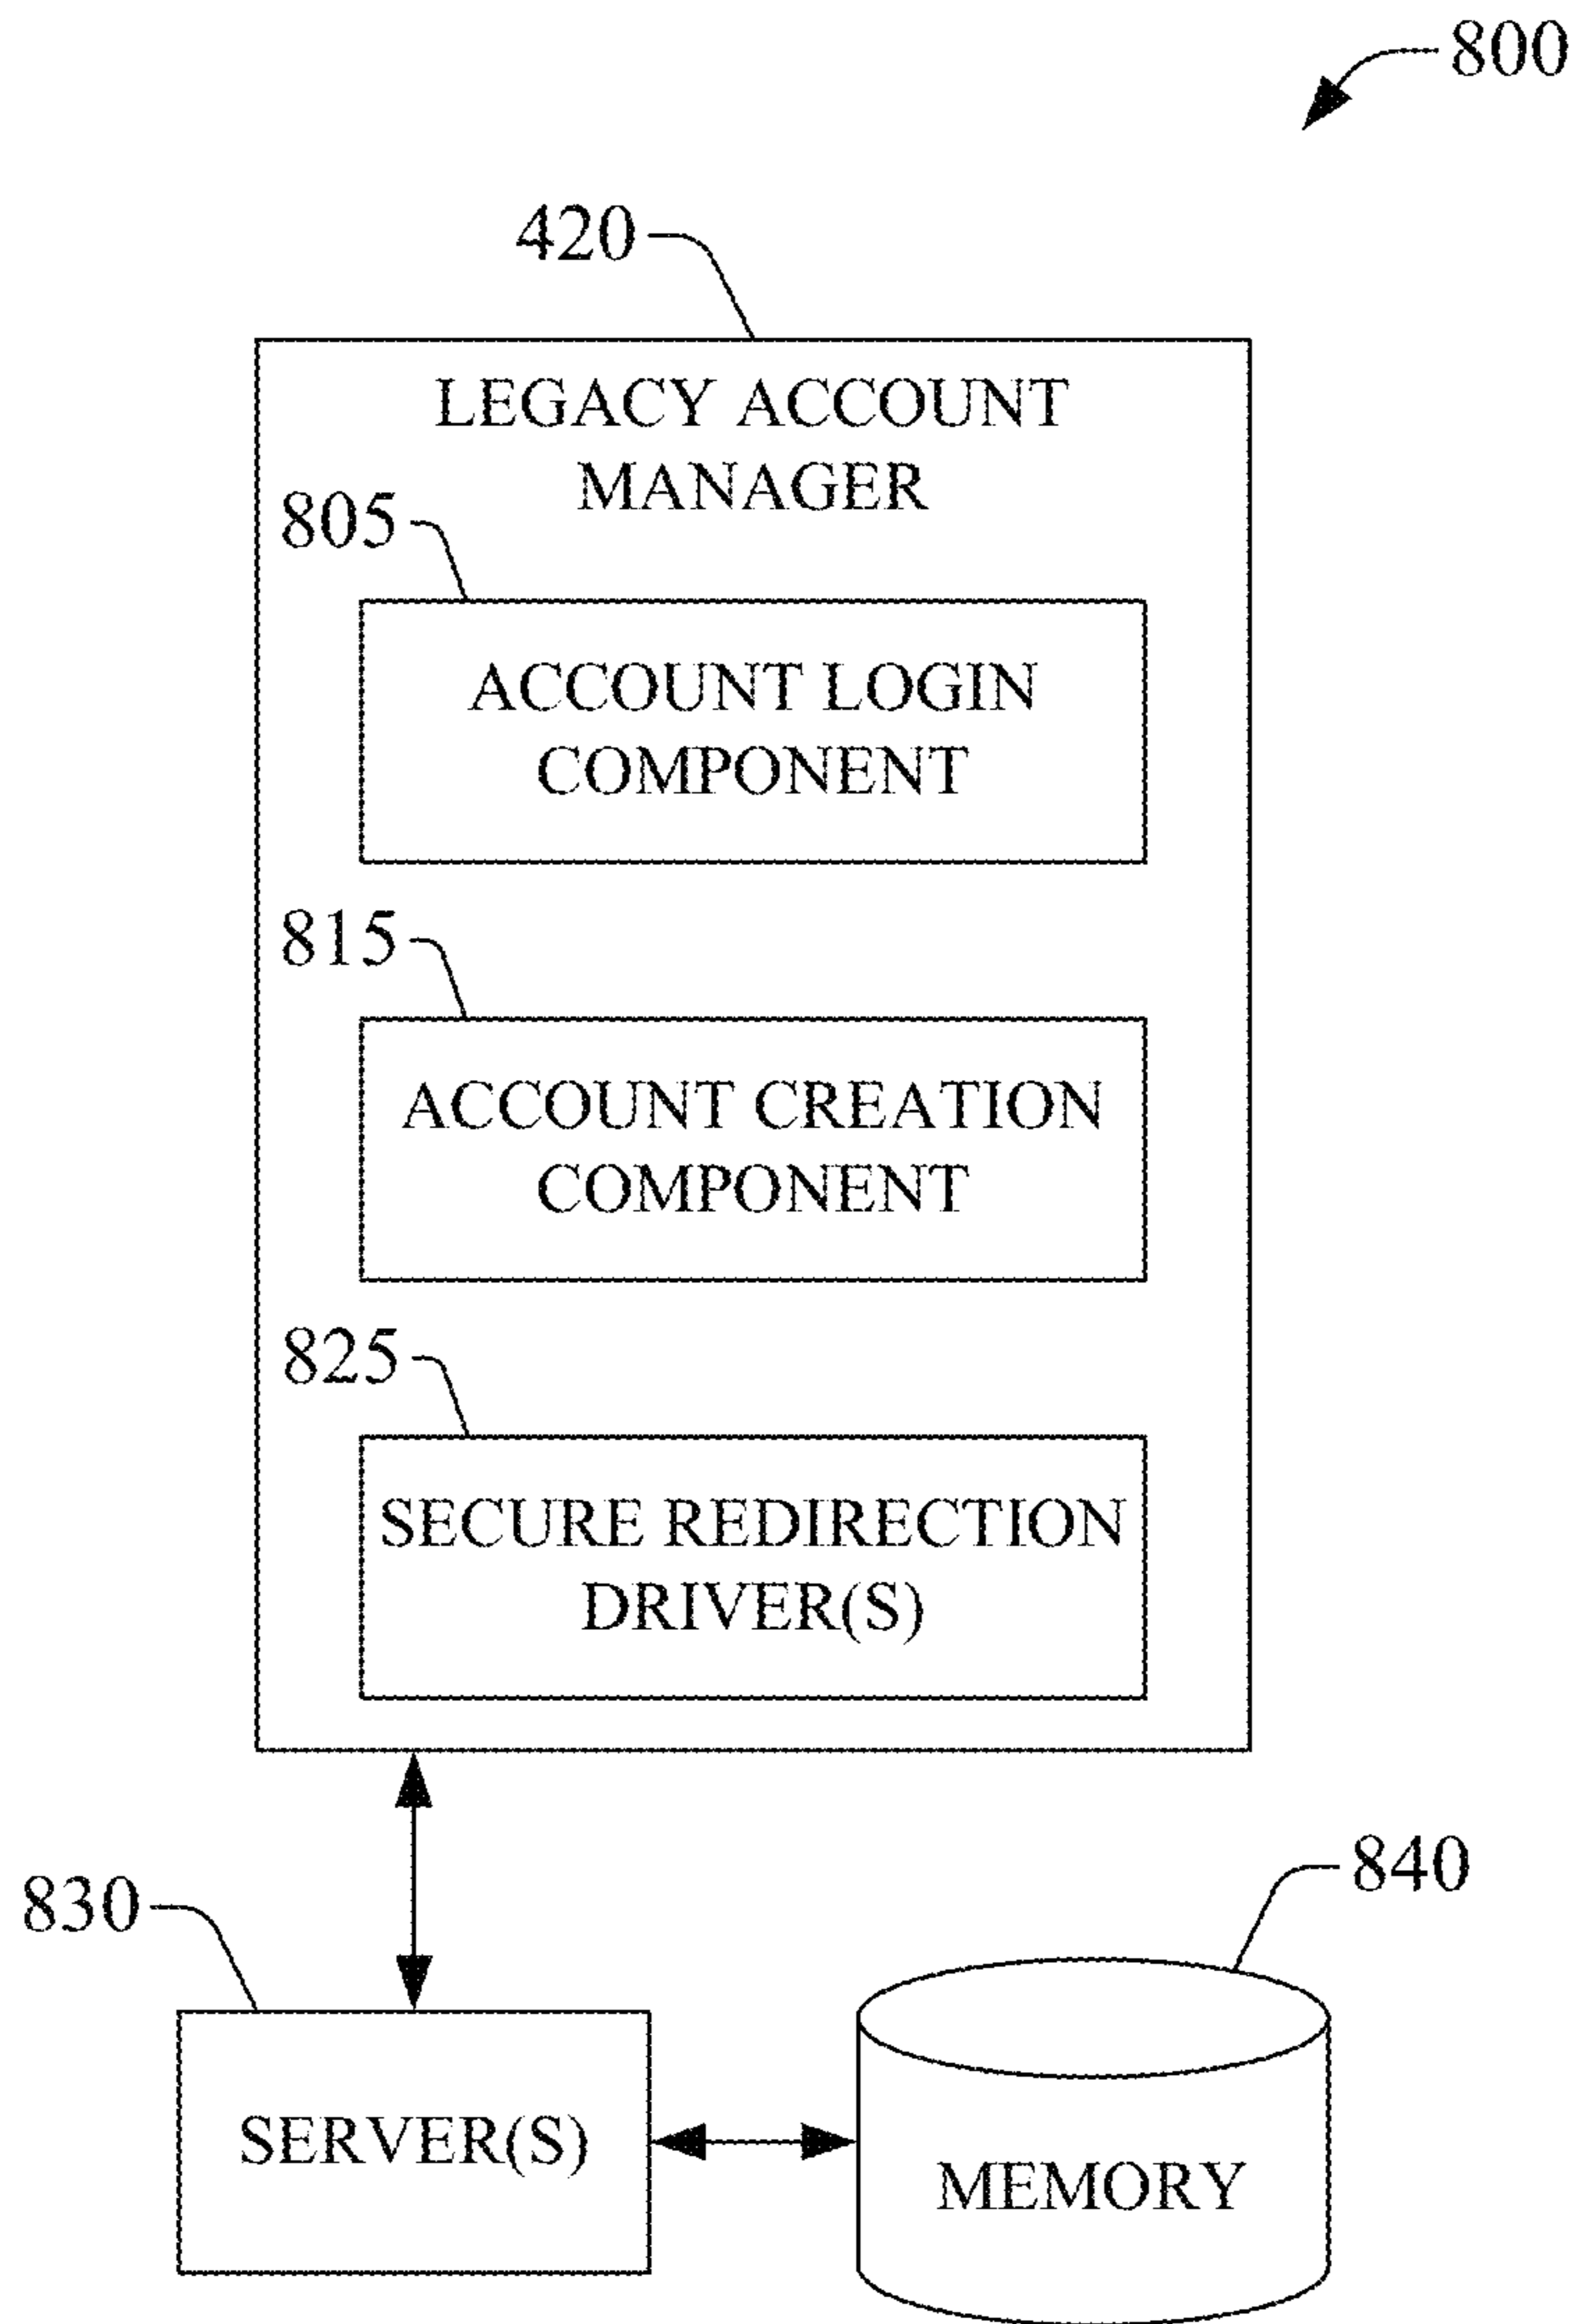 800
420
LEGACY ACCOUNT
MANAGER
805
ACCOUNT LOGIN
COMPONENT
815
ACCOUNT CREATION
COMPONENT
825
SECURE REDIRECTION
DRIVER(S)
830
840
SERVER(S)
MEMORY